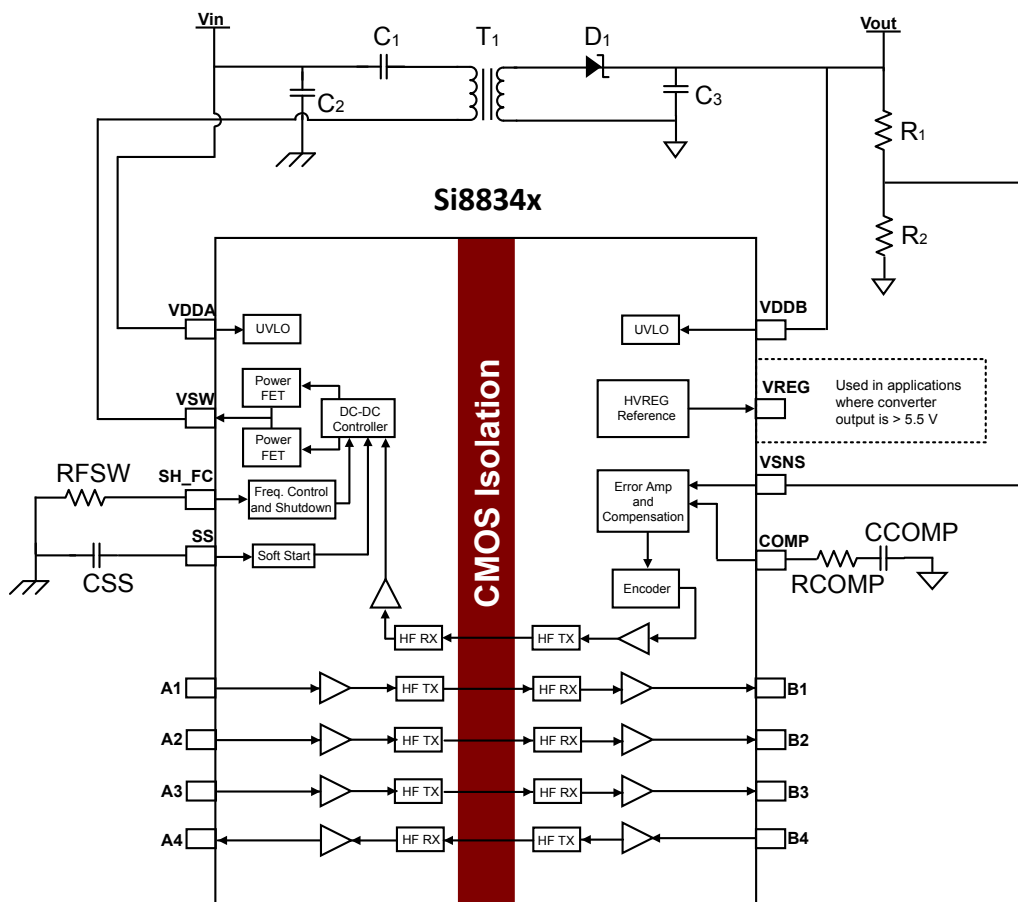 Vin
C1
T1
D1
Vout
C2
C3
R1
R2
Si8834x
CMOS Isolation
VDDA
UVLO
UVLO
VDDB
VSW
Power
FET
Power
FET
DC-DC
Controller
HVREG
Reference
VREG
Used in applications
where converter
output is > 5.5 V
RFSW
SH_FC
Freq. Control
and Shutdown
Error Amp
and
Compensation
VSNS
CSS
SS
Soft Start
COMP
RCOMP
CCOMP
Encoder
HF RX
HF TX
A1
HF TX
HF RX
B1
A2
HF TX
HF RX
B2
A3
HF TX
HF RX
B3
A4
HF RX
HF TX
B4